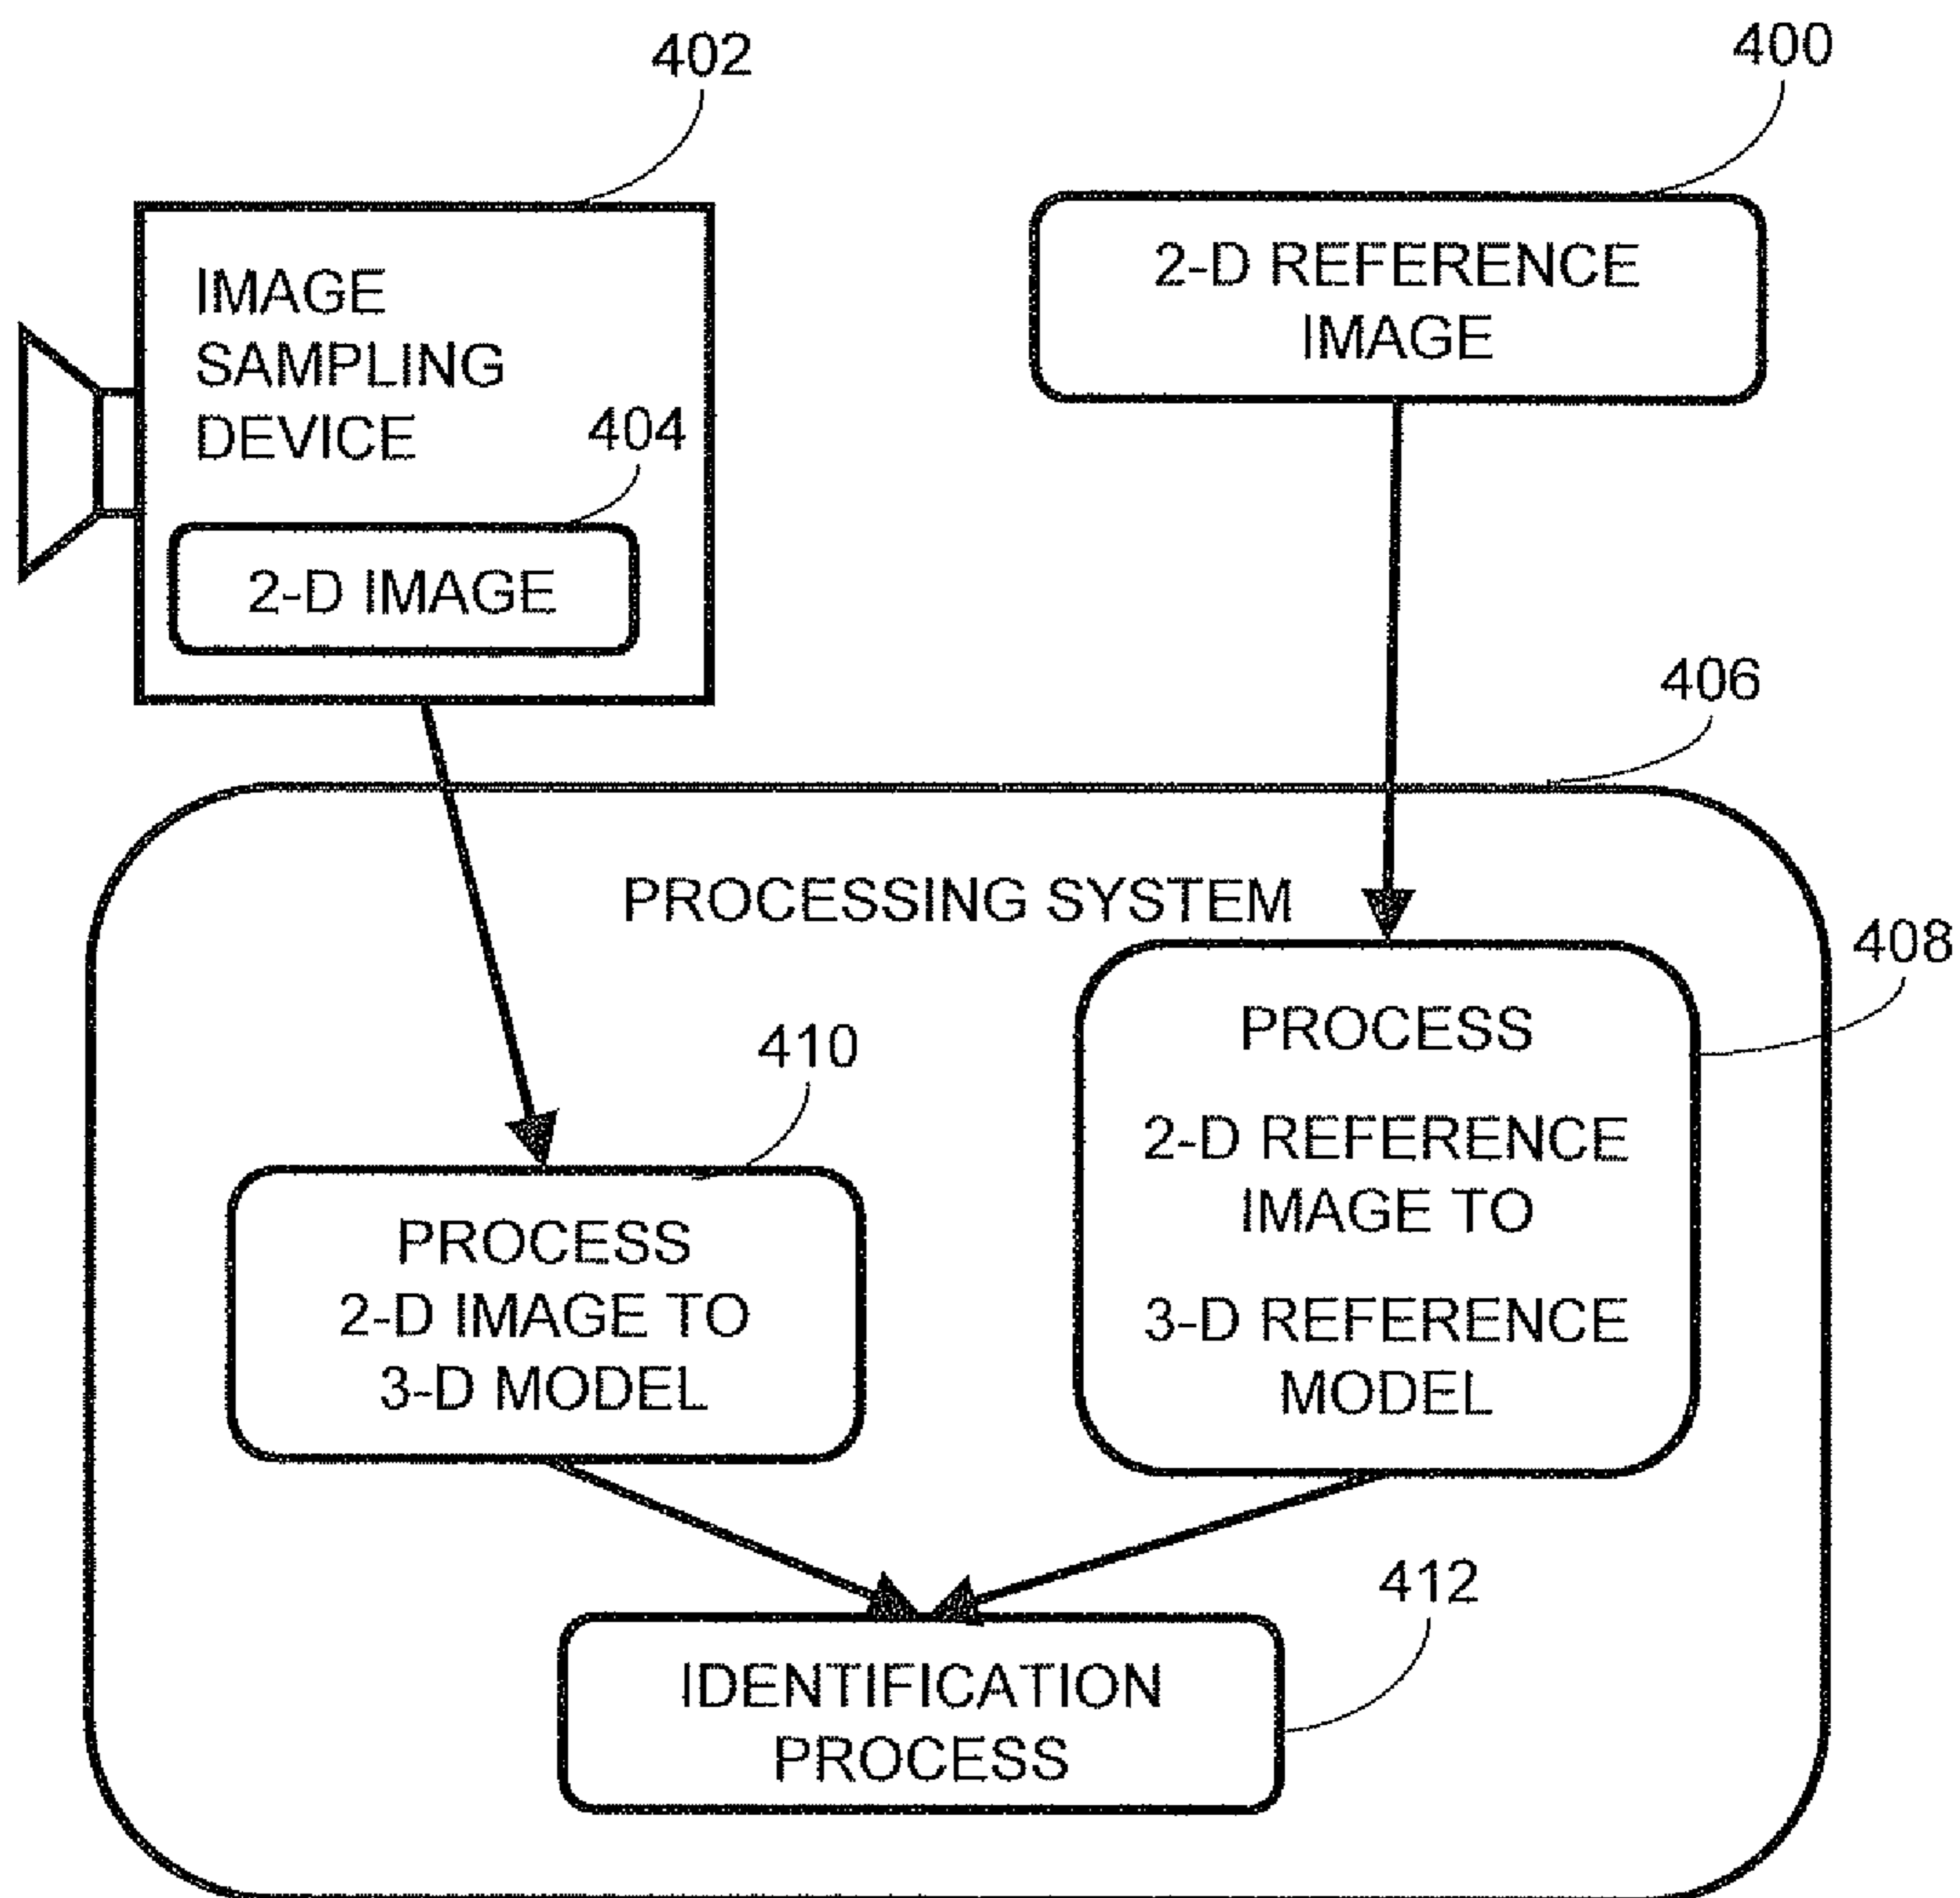 402
400
IMAGE
SAMPLING
DEVICE
404
2-D IMAGE
2-D REFERENCE
IMAGE
406
PROCESSING SYSTEM
408
410
PROCESS
2-D IMAGE TO
3-D MODEL
PROCESS
2-D REFERENCE
IMAGE TO
3-D REFERENCE
MODEL
412
IDENTIFICATION
PROCESS